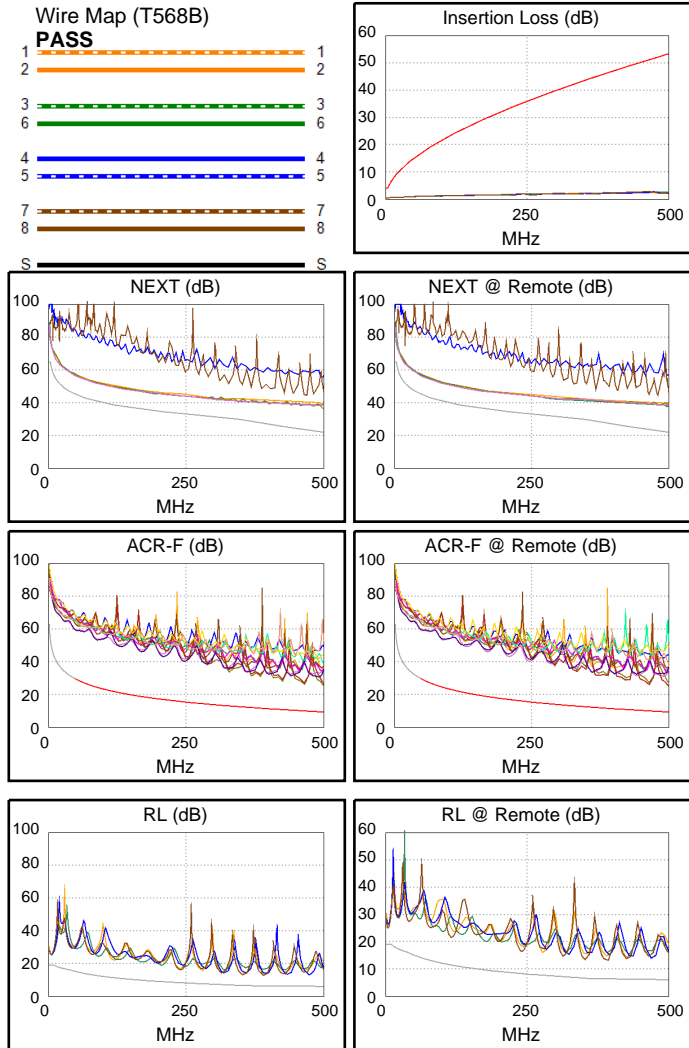 Wire Map (T568B)
PASS
1 1
2 2
3 3
6 6
4 4
5 5
7 7
8 8
S S
Insertion Loss (dB)
60
50
40
30
20
10
0
0 250 500
MHz
NEXT (dB)
100
80
60
40
20
0
0 250 500
MHz
NEXT @ Remote (dB)
100
80
60
40
20
0
0 250 500
MHz
ACR-F (dB)
100
80
60
40
20
0
0 250 500
MHz
ACR-F @ Remote (dB)
100
80
60
40
20
0
0 250 500
MHz
RL (dB)
100
80
60
40
20
0
0 250 500
MHz
RL @ Remote (dB)
60
50
40
30
20
10
0
0 250 500
MHz